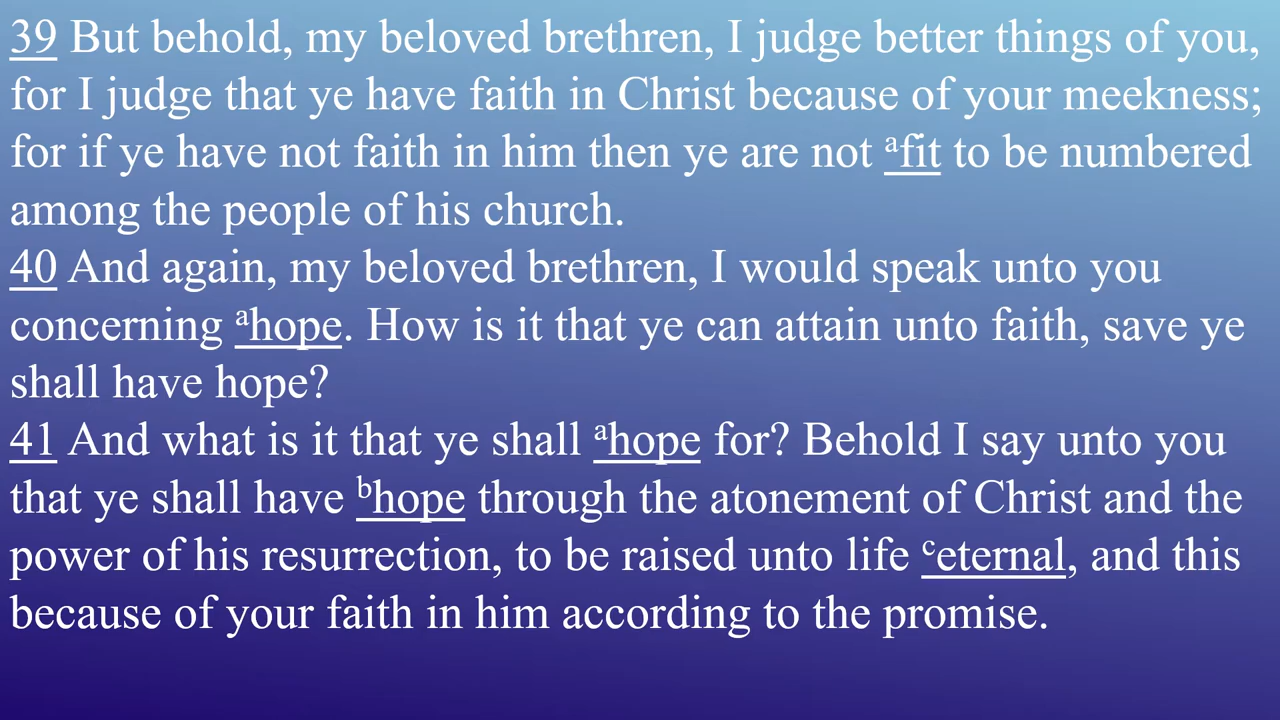 39 But behold, my beloved brethren, I judge better things of you,
for I judge that ye have faith in Christ because of your meekness;
for if ye have not faith in him then ye are not ᵃfit to be numbered
among the people of his church.
40 And again, my beloved brethren, I would speak unto you
concerning ᵃhope. How is it that ye can attain unto faith, save ye
shall have hope?
41 And what is it that ye shall ᵃhope for? Behold I say unto you
that ye shall have ᵇhope through the atonement of Christ and the
power of his resurrection, to be raised unto life ᶜeternal, and this
because of your faith in him according to the promise.